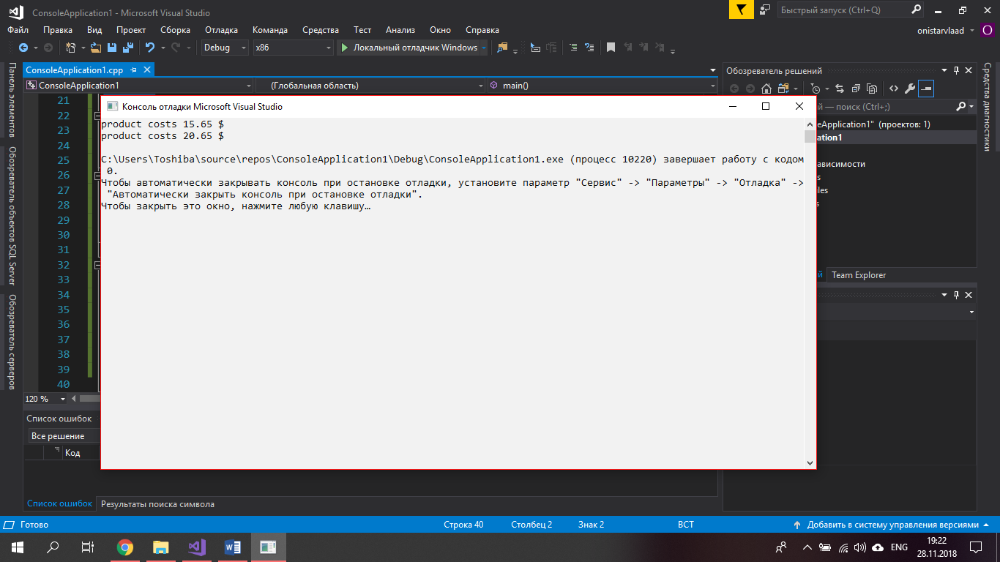 ConsoleApplication1 - Microsoft Visual Studio
Быстрый запуск (Ctrl+Q)
Файл Правка Вид Проект Сборка Отладка Команда Средства Тест Анализ Окно Справка
onistarvlaad O
Debug x86 Локальный отладчик Windows
Панель элементов
Обозреватель объектов SQL Server
Обозреватель серверов
ConsoleApplication1.cpp
ConsoleApplication1 (Глобальная область) main()
21
22
23
24
25
26
27
28
29
30
31
32
33
34
35
36
37
38
39
40
120 %
Консоль отладки Microsoft Visual Studio
product costs 15.65 $
product costs 20.65 $
C:\Users\Toshiba\source\repos\ConsoleApplication1\Debug\ConsoleApplication1.exe (процесс 10220) завершает работу с кодом
0.
Чтобы автоматически закрывать консоль при остановке отладки, установите параметр "Сервис" -> "Параметры" -> "Отладка" ->
"Автоматически закрыть консоль при остановке отладки".
Чтобы закрыть это окно, нажмите любую клавишу…
Обозреватель решений
й — поиск (Ctrl+;)
eApplication1" (проектов: 1)
ation1
ависимости
s
iles
s
й Team Explorer
Средства диагностики
Список ошибок
Все решение
Код
Список ошибок Результаты поиска символа
Готово Строка 40 Столбец 2 Знак 2 ВСТ Добавить в систему управления версиями
ENG
19:22
28.11.2018